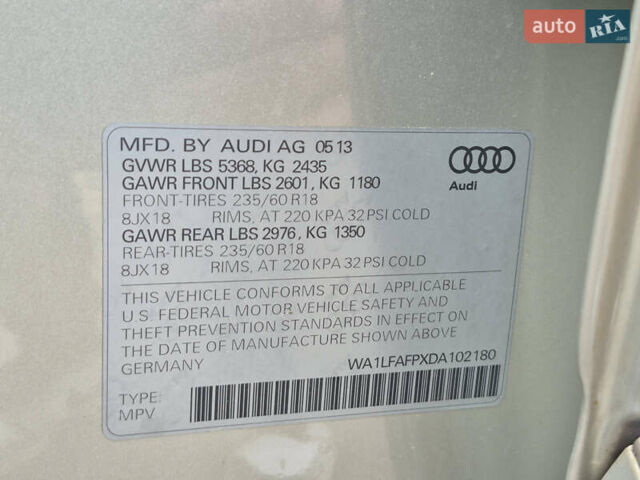 auto RIA
.com
MFD. BY AUDI AG 05 13
GVWR LBS 5368, KG 2435
GAWR FRONT LBS 2601, KG 1180
FRONT-TIRES 235/60 R18
8JX18 RIMS, AT 220 KPA 32 PSI COLD
GAWR REAR LBS 2976, KG 1350
REAR-TIRES 235/60 R18
8JX18 RIMS, AT 220 KPA 32 PSI COLD
Audi
THIS VEHICLE CONFORMS TO ALL APPLICABLE
U.S. FEDERAL MOTOR VEHICLE SAFETY AND
THEFT PREVENTION STANDARDS IN EFFECT ON
THE DATE OF MANUFACTURE SHOWN ABOVE
GERMANY
WA1LFAFPXDA102180
TYPE:
MPV